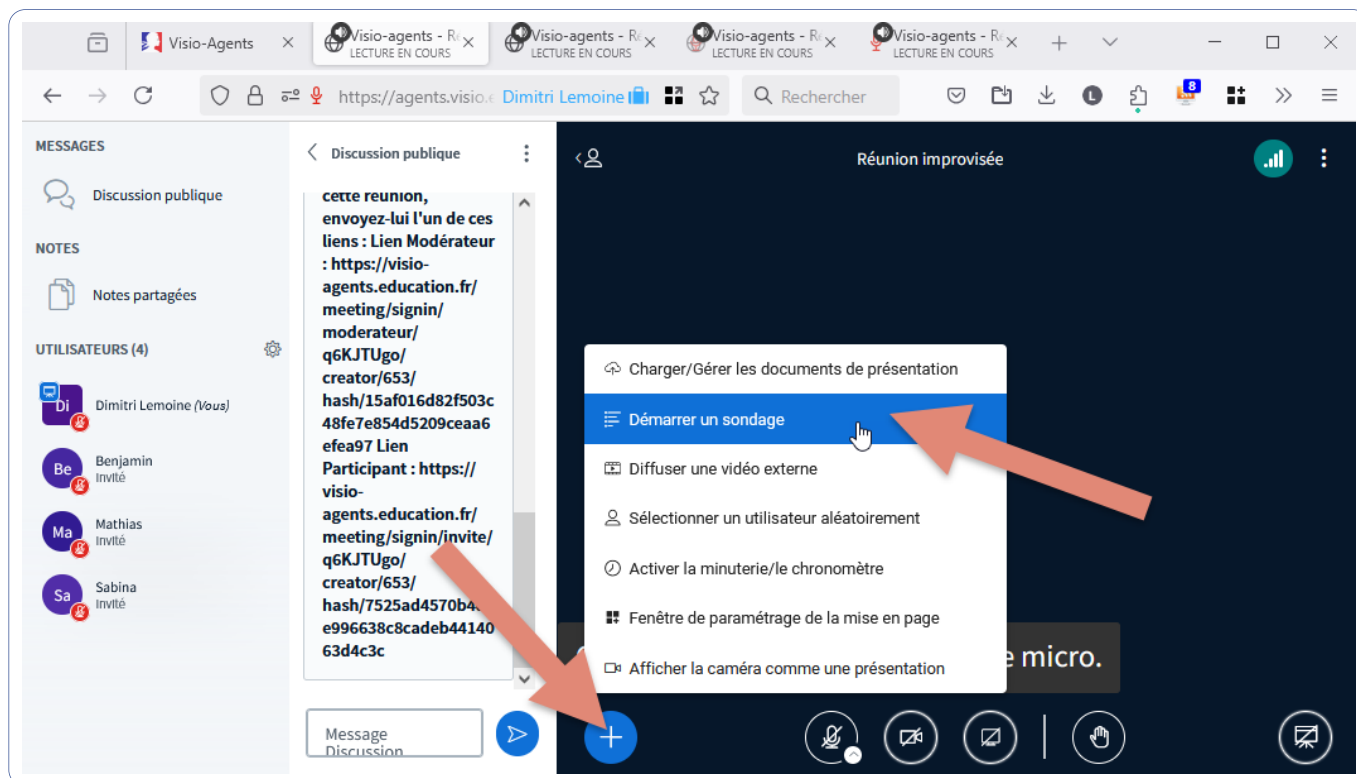 Visio-Agents
Visio-agents - Ré
LECTURE EN COURS
Visio-agents - Ré
LECTURE EN COURS
Visio-agents - Ré
LECTURE EN COURS
Visio-agents - Ré
LECTURE EN COURS
https://agents.visio.e
Dimitri Lemoine
Rechercher
L
8
MESSAGES
Discussion publique
NOTES
Notes partagées
UTILISATEURS (4)
Di
Dimitri Lemoine (Vous)
Be
Benjamin
Invité
Ma
Mathias
Invité
Sa
Sabina
Invité
Discussion publique
cette réunion,
envoyez-lui l'un de ces
liens : Lien Modérateur
: https://visio-
agents.education.fr/
meeting/signin/
moderateur/
q6KJTUgo/
creator/653/
hash/15af016d82f503c
48fe7e854d5209ceaa6
efea97 Lien
Participant : https://
visio-
agents.education.fr/
meeting/signin/invite/
q6KJTUgo/
creator/653/
hash/7525ad4570b4
e996638c8cadeb44140
63d4c3c
Message
Discussion
Réunion improvisée
Charger/Gérer les documents de présentation
Démarrer un sondage
Diffuser une vidéo externe
Sélectionner un utilisateur aléatoirement
Activer la minuterie/le chronomètre
Fenêtre de paramétrage de la mise en page
Afficher la caméra comme une présentation
micro.